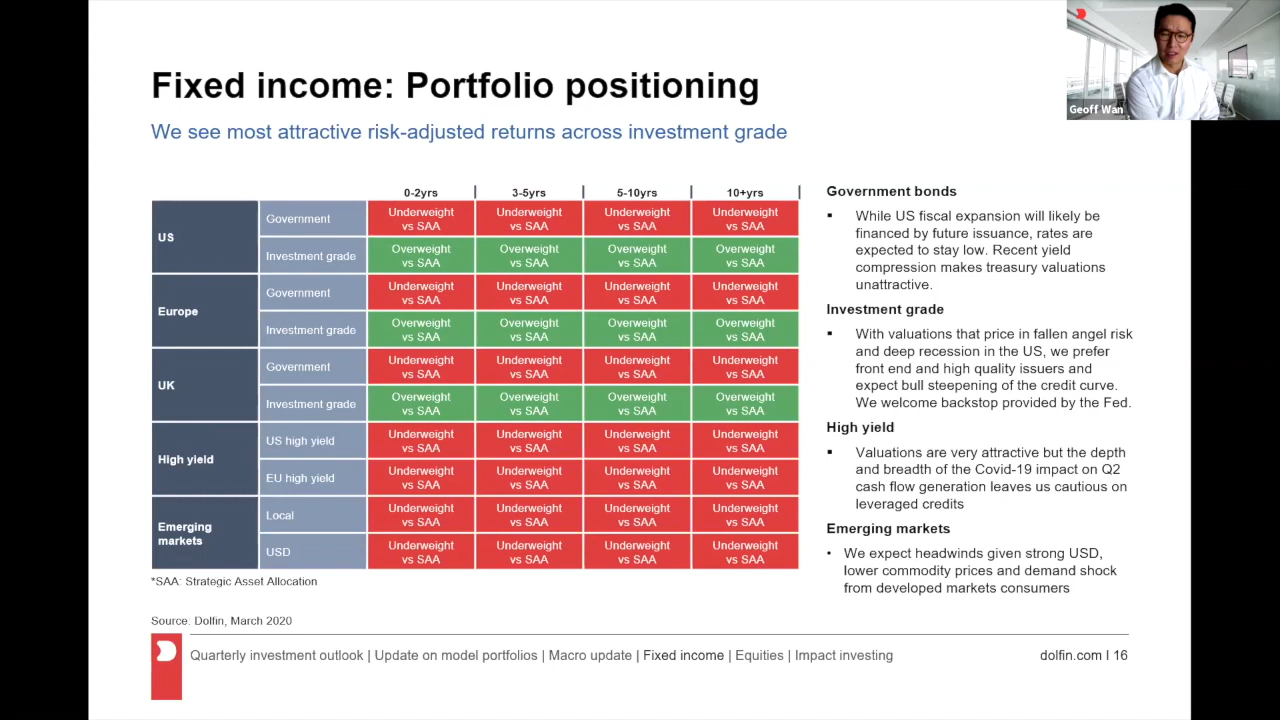 Geoff Wan
Fixed income: Portfolio positioning
We see most attractive risk-adjusted returns across investment grade
0-2yrs | 3-5yrs | 5-10yrs | 10+yrs |
US
Government
Underweight vs SAA Underweight vs SAA Underweight vs SAA Underweight vs SAA
Investment grade
Overweight vs SAA Overweight vs SAA Overweight vs SAA Overweight vs SAA
Europe
Government
Underweight vs SAA Underweight vs SAA Underweight vs SAA Underweight vs SAA
Investment grade
Overweight vs SAA Overweight vs SAA Overweight vs SAA Overweight vs SAA
UK
Government
Underweight vs SAA Underweight vs SAA Underweight vs SAA Underweight vs SAA
Investment grade
Overweight vs SAA Overweight vs SAA Overweight vs SAA Overweight vs SAA
High yield
US high yield
Underweight vs SAA Underweight vs SAA Underweight vs SAA Underweight vs SAA
EU high yield
Underweight vs SAA Underweight vs SAA Underweight vs SAA Underweight vs SAA
Emerging
markets
Local
Underweight vs SAA Underweight vs SAA Underweight vs SAA Underweight vs SAA
USD
Underweight vs SAA Underweight vs SAA Underweight vs SAA Underweight vs SAA
*SAA: Strategic Asset Allocation
Government bonds
▪ While US fiscal expansion will likely be
financed by future issuance, rates are
expected to stay low. Recent yield
compression makes treasury valuations
unattractive.
Investment grade
▪ With valuations that price in fallen angel risk
and deep recession in the US, we prefer
front end and high quality issuers and
expect bull steepening of the credit curve.
We welcome backstop provided by the Fed.
High yield
▪ Valuations are very attractive but the depth
and breadth of the Covid-19 impact on Q2
cash flow generation leaves us cautious on
leveraged credits
Emerging markets
• We expect headwinds given strong USD,
lower commodity prices and demand shock
from developed markets consumers
Source: Dolfin, March 2020
Quarterly investment outlook | Update on model portfolios | Macro update | Fixed income | Equities | Impact investing
dolfin.com I 16